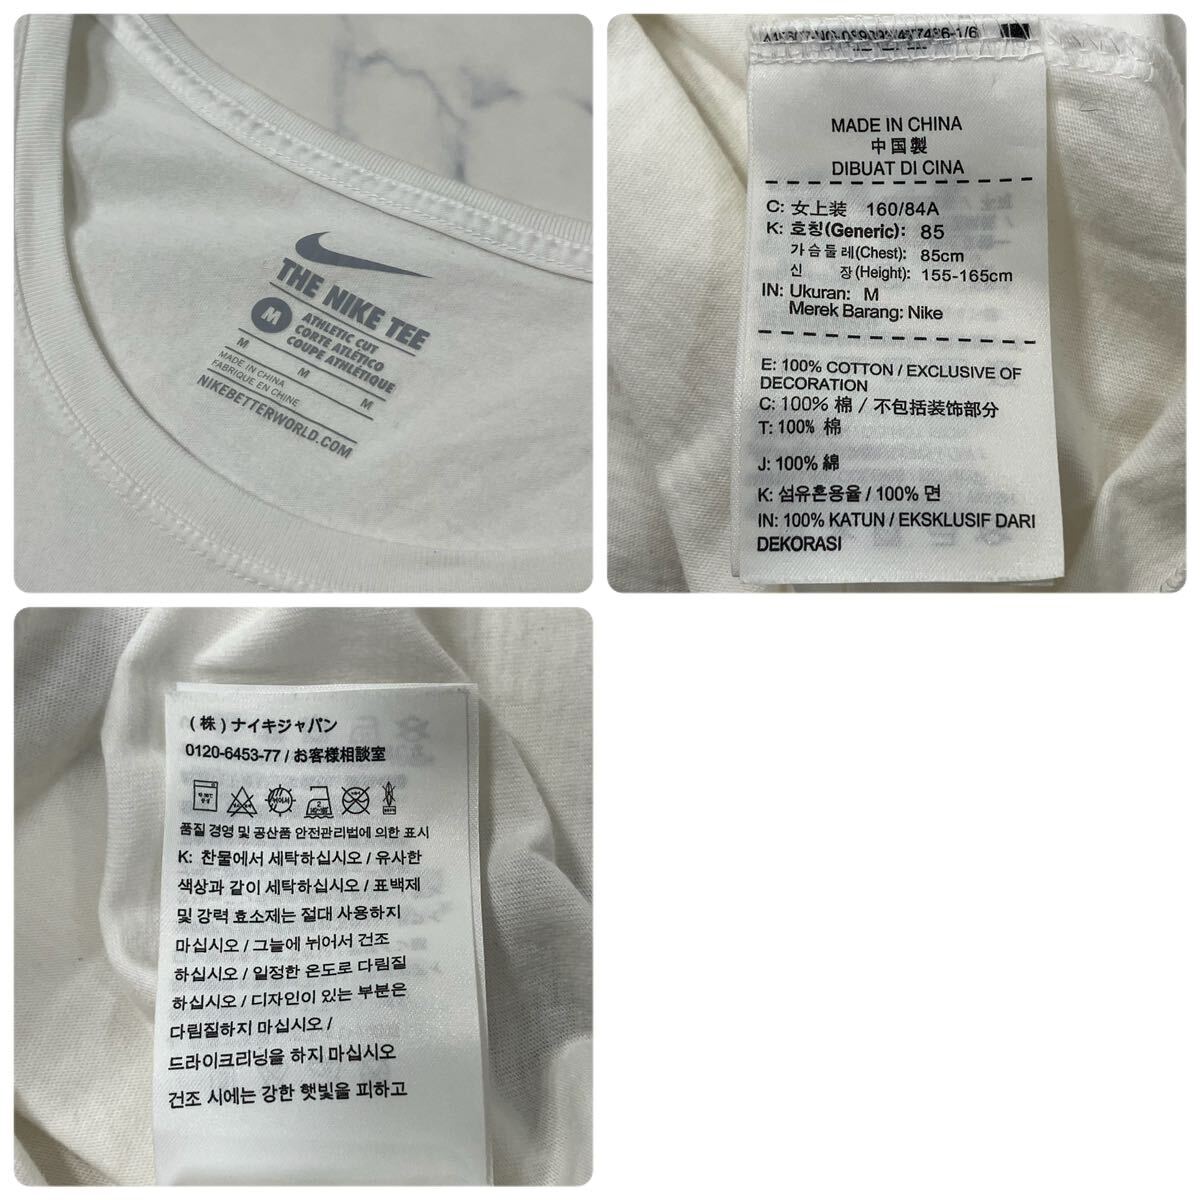 THE NIKE TEE
M
ATHLETIC CUT
CORTE ATLÉTICO
COUPE ATHLÉTIQUE
M M M
MADE IN CHINA
FABRIQUE EN CHINE
NIKEBETTERWORLD.COM
MADE IN CHINA
中国製
DIBUAT DI CINA
C: 女上装 160/84A
K: 호칭(Generic): 85
가슴둘레(Chest): 85cm
신 장(Height): 155-165cm
IN: Ukuran: M
Merek Barang: Nike
E: 100% COTTON / EXCLUSIVE OF
DECORATION
C: 100% 棉 / 不包括装饰部分
T: 100% 棉
J: 100% 綿
K: 섬유혼용율 / 100% 면
IN: 100% KATUN / EKSKLUSIF DARI
DEKORASI
(株)ナイキジャパン
0120-6453-77 / お客様相談室
품질 경영 및 공산품 안전관리법에 의한 표시
K: 찬물에서 세탁하십시오 / 유사한
색상과 같이 세탁하십시오 / 표백제
및 강력 효소제는 절대 사용하지
마십시오 / 그늘에 뉘어서 건조
하십시오 / 일정한 온도로 다림질
하십시오 / 디자인이 있는 부분은
다림질하지 마십시오 /
드라이크리닝을 하지 마십시오
건조 시에는 강한 햇빛을 피하고